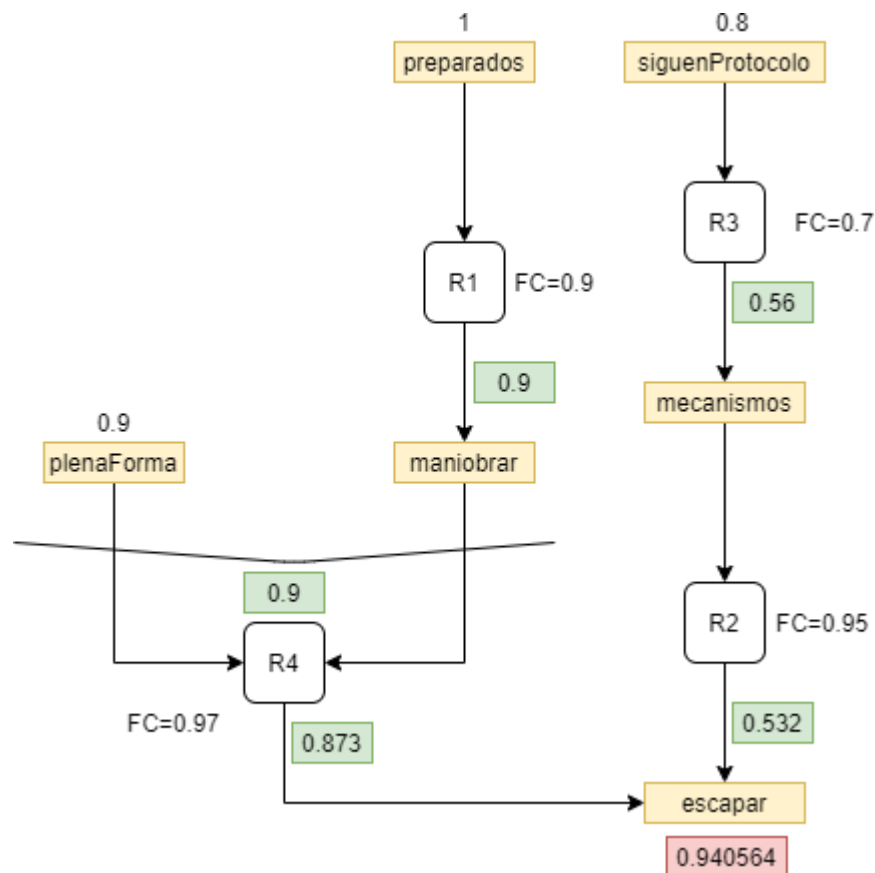 1
0.8
preparados
siguenProtocolo
R3
FC=0.7
R1
FC=0.9
0.56
0.9
mecanismos
0.9
plenaForma
maniobrar
0.9
R2
FC=0.95
R4
FC=0.97
0.873
0.532
escapar
0.940564